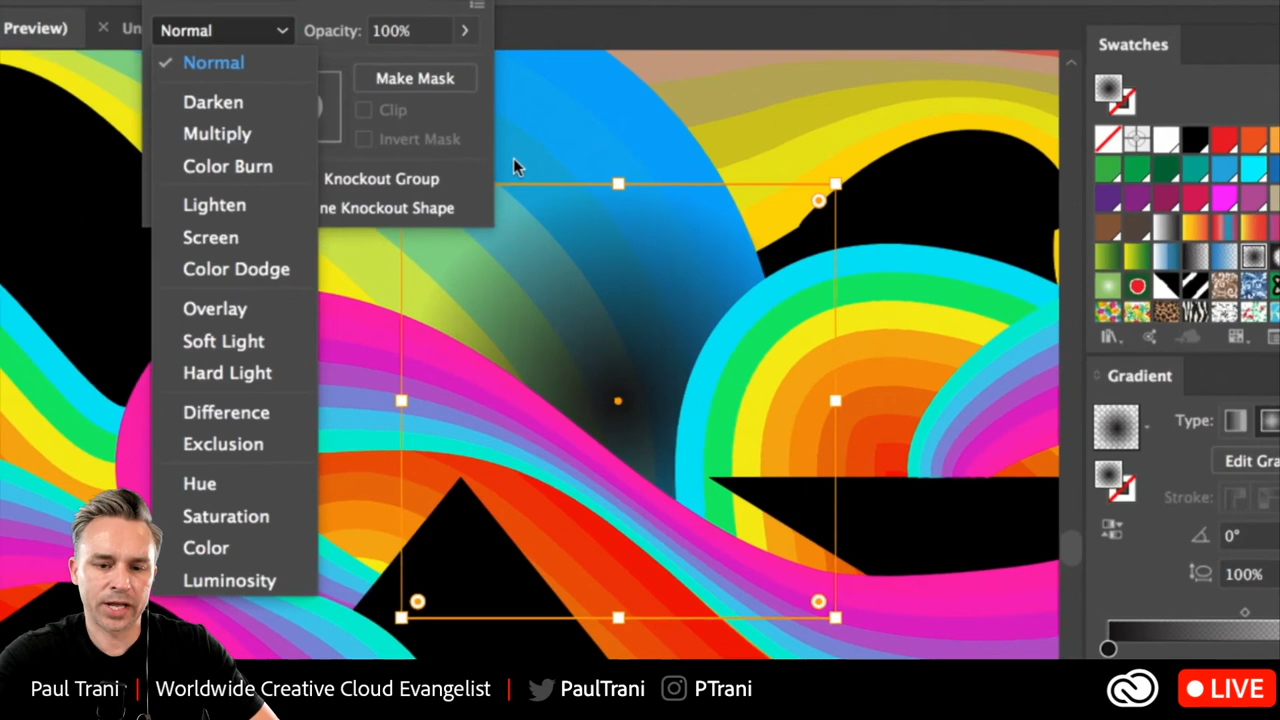 Preview)
Un
Normal
Opacity:
100%
Normal
Darken
Multiply
Color Burn
Lighten
Screen
Color Dodge
Overlay
Soft Light
Hard Light
Difference
Exclusion
Hue
Saturation
Color
Luminosity
Make Mask
Clip
Invert Mask
Knockout Group
ne Knockout Shape
Swatches
Gradient
Type:
Edit Gra
Stroke:
0°
100%
Paul Trani | Worldwide Creative Cloud Evangelist | PaulTrani PTrani
LIVE